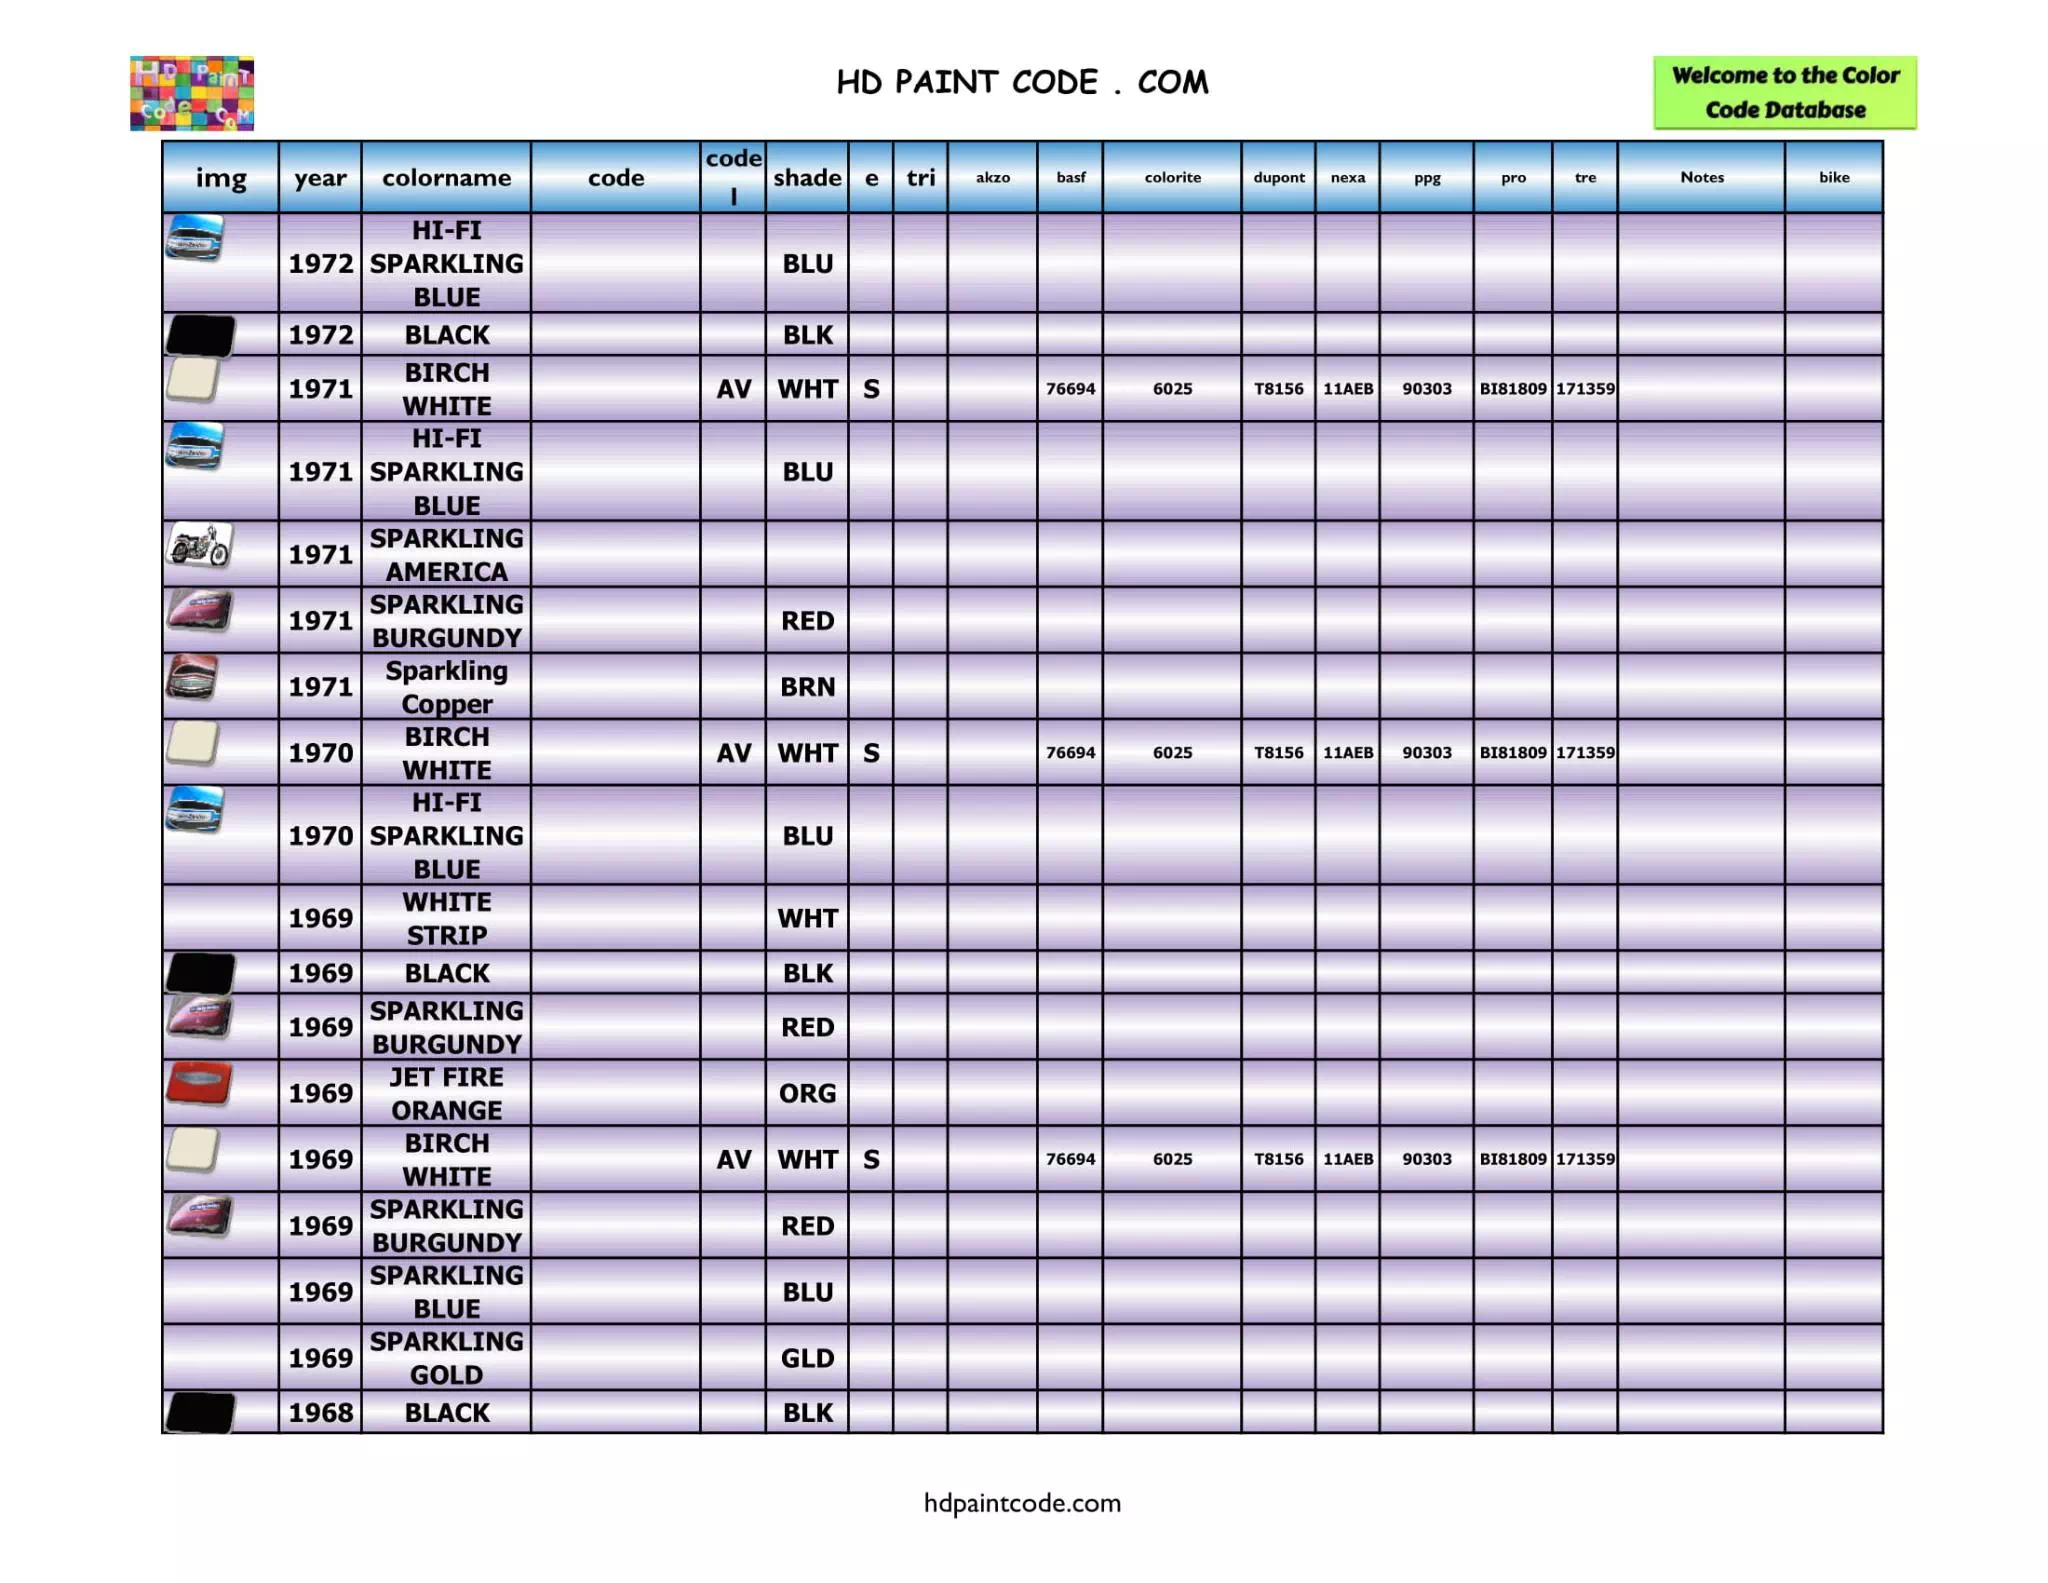 HD Paint
Code
CoM
HD PAINT CODE . COM
Welcome to the Color
Code Database
img year colorname code code l shade e tri akzo basf colorite dupont nexa ppg pro tre Notes bike
HI-FI
1972 SPARKLING BLU
BLUE
1972 BLACK BLK
BIRCH
1971 AV WHT S 76694 6025 T8156 11AEB 90303 BI81809 171359
WHITE
HI-FI
1971 SPARKLING BLU
BLUE
SPARKLING
1971
AMERICA
SPARKLING
1971 RED
BURGUNDY
Sparkling
1971 BRN
Copper
BIRCH
1970 AV WHT S 76694 6025 T8156 11AEB 90303 BI81809 171359
WHITE
HI-FI
1970 SPARKLING BLU
BLUE
WHITE
1969 WHT
STRIP
1969 BLACK BLK
SPARKLING
1969 RED
BURGUNDY
JET FIRE
1969 ORG
ORANGE
BIRCH
1969 AV WHT S 76694 6025 T8156 11AEB 90303 BI81809 171359
WHITE
SPARKLING
1969 RED
BURGUNDY
SPARKLING
1969 BLU
BLUE
SPARKLING
1969 GLD
GOLD
1968 BLACK BLK
hdpaintcode.com